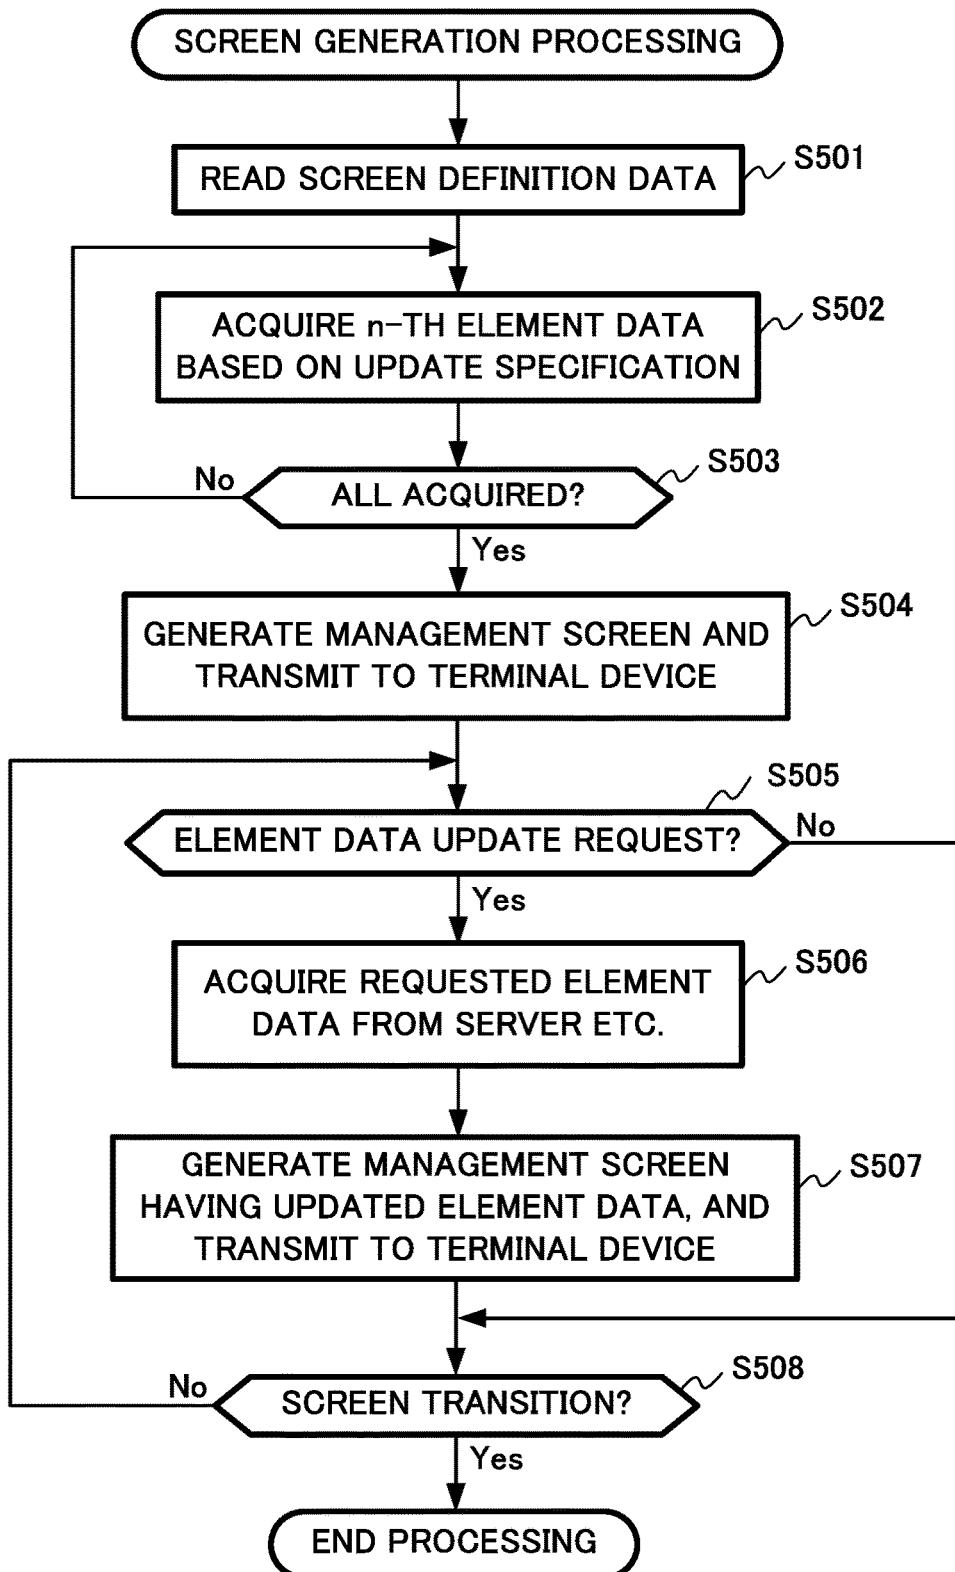 SCREEN GENERATION PROCESSING
READ SCREEN DEFINITION DATA
S501
ACQUIRE n-TH ELEMENT DATA
BASED ON UPDATE SPECIFICATION
S502
ALL ACQUIRED?
S503
No
Yes
GENERATE MANAGEMENT SCREEN AND
TRANSMIT TO TERMINAL DEVICE
S504
ELEMENT DATA UPDATE REQUEST?
S505
No
Yes
ACQUIRE REQUESTED ELEMENT
DATA FROM SERVER ETC.
S506
GENERATE MANAGEMENT SCREEN
HAVING UPDATED ELEMENT DATA, AND
TRANSMIT TO TERMINAL DEVICE
S507
SCREEN TRANSITION?
S508
No
Yes
END PROCESSING